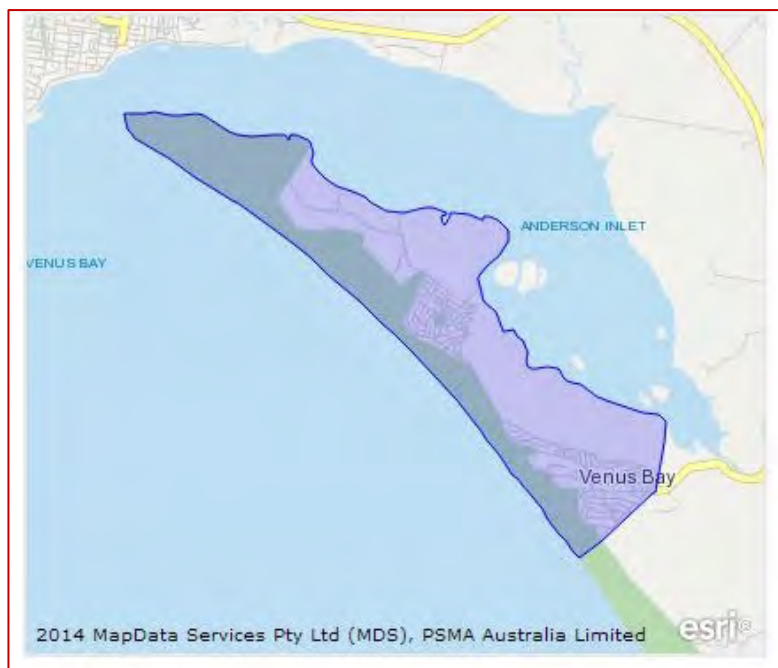 ANDERSON INLET
VENUS BAY
Venus Bay
2014 MapData Services Pty Ltd (MDS), PSMA Australia Limited
esri®